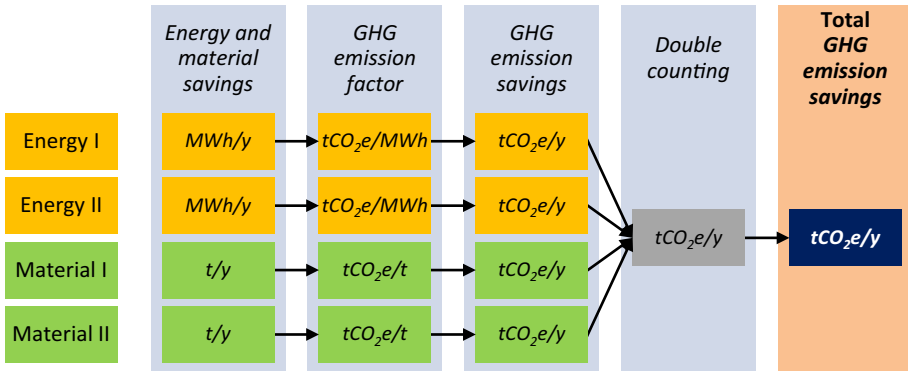 Energy and
material
savings
GHG
emission
factor
GHG
emission
savings
Double
counting
Total
GHG
emission
savings
Energy I
MWh/y
tCO₂e/MWh
tCO₂e/y
Energy II
MWh/y
tCO₂e/MWh
tCO₂e/y
tCO₂e/y
tCO₂e/y
Material I
t/y
tCO₂e/t
tCO₂e/y
Material II
t/y
tCO₂e/t
tCO₂e/y